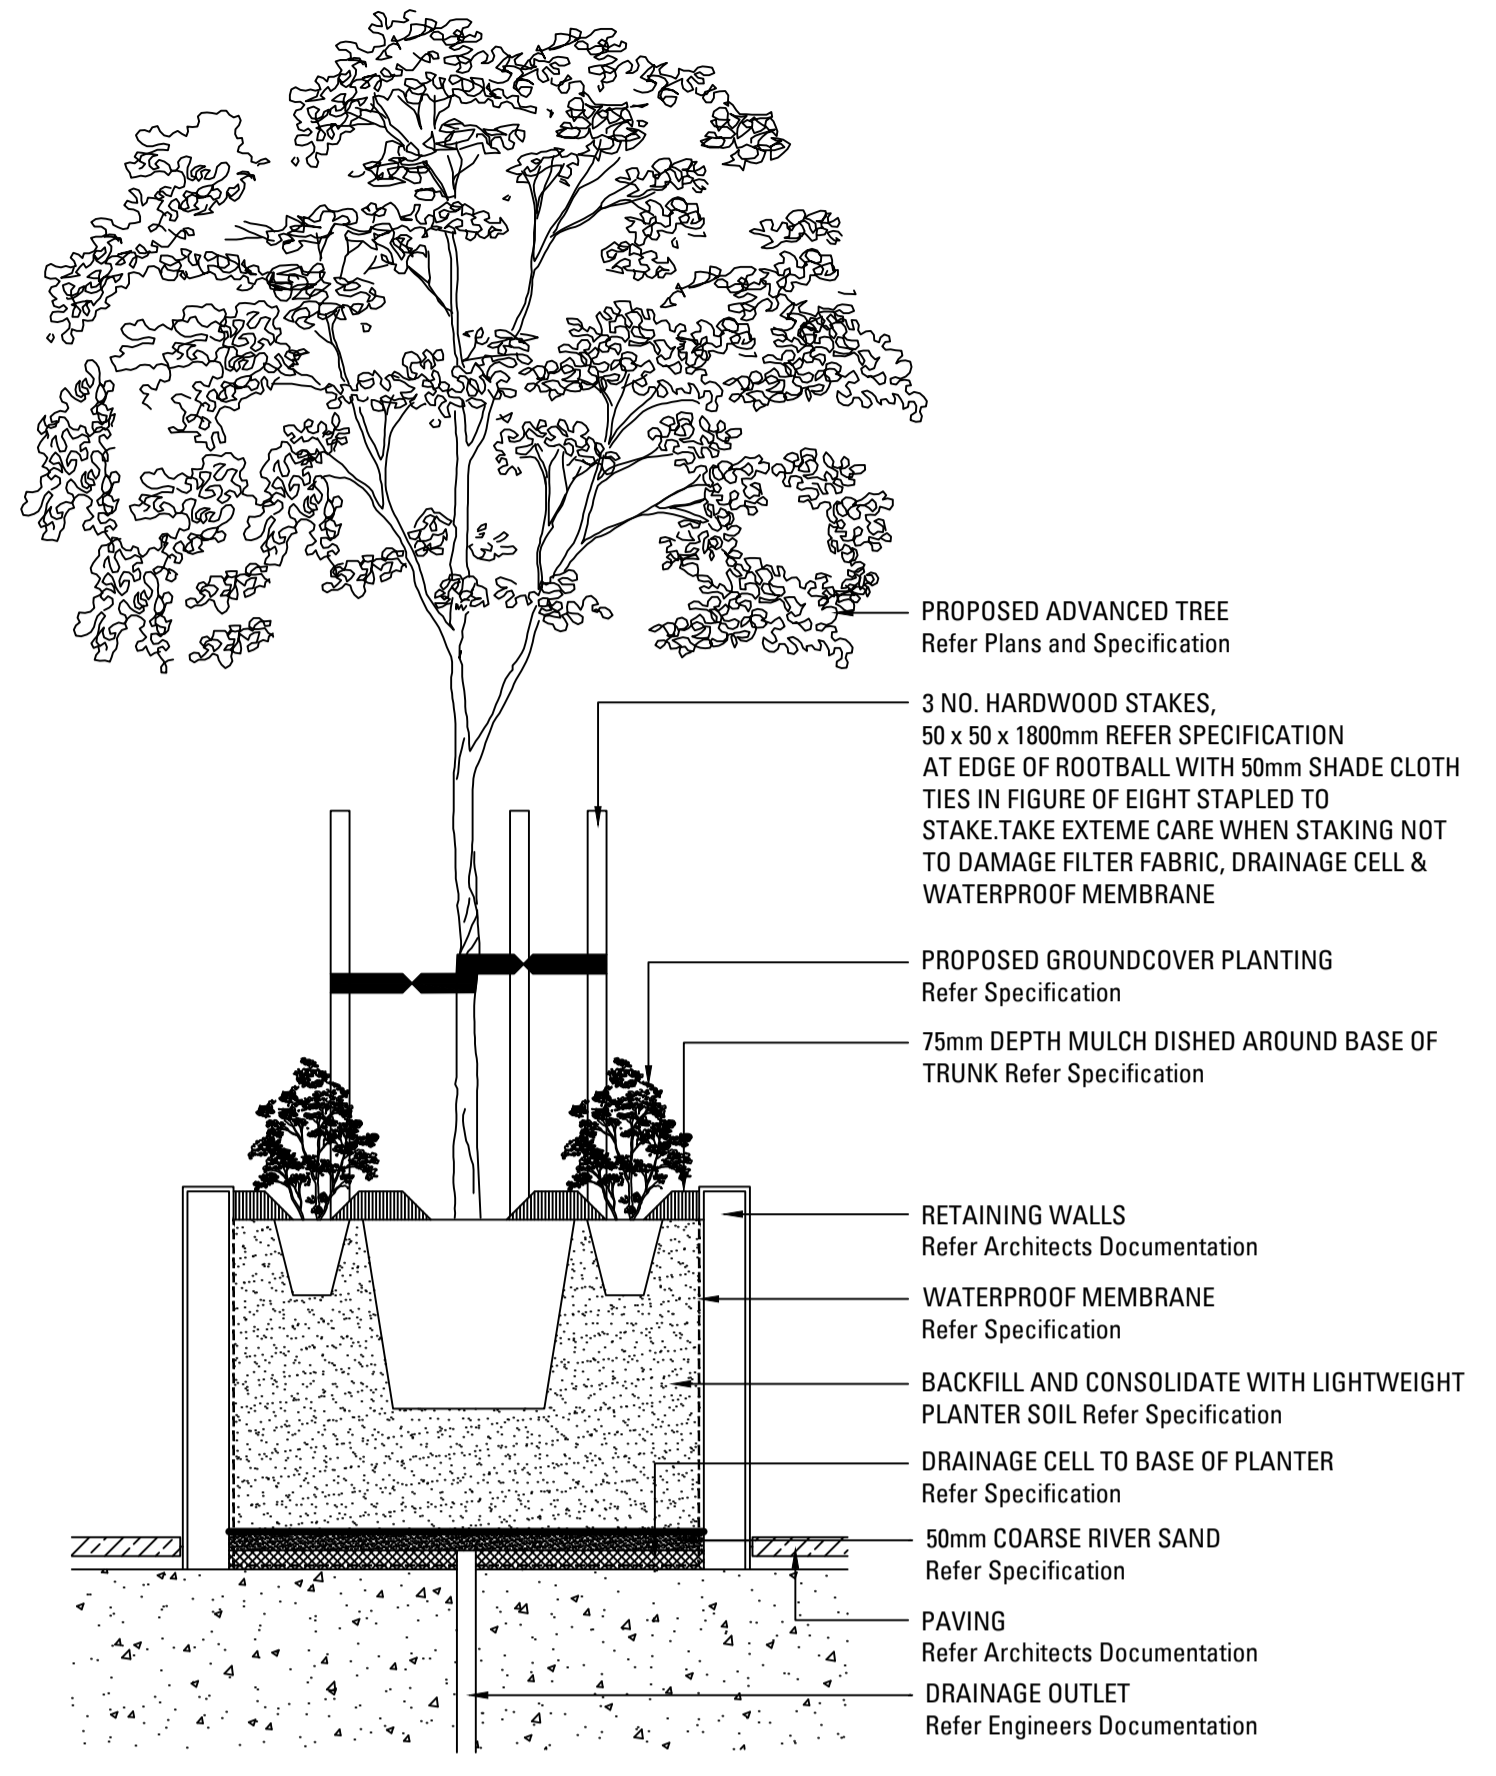 PROPOSED ADVANCED TREE
Refer Plans and Specification
3 NO. HARDWOOD STAKES,
50 x 50 x 1800mm REFER SPECIFICATION
AT EDGE OF ROOTBALL WITH 50mm SHADE CLOTH
TIES IN FIGURE OF EIGHT STAPLED TO
STAKE.TAKE EXTEME CARE WHEN STAKING NOT
TO DAMAGE FILTER FABRIC, DRAINAGE CELL &
WATERPROOF MEMBRANE
PROPOSED GROUNDCOVER PLANTING
Refer Specification
75mm DEPTH MULCH DISHED AROUND BASE OF
TRUNK Refer Specification
RETAINING WALLS
Refer Architects Documentation
WATERPROOF MEMBRANE
Refer Specification
BACKFILL AND CONSOLIDATE WITH LIGHTWEIGHT
PLANTER SOIL Refer Specification
DRAINAGE CELL TO BASE OF PLANTER
Refer Specification
50mm COARSE RIVER SAND
Refer Specification
PAVING
Refer Architects Documentation
DRAINAGE OUTLET
Refer Engineers Documentation